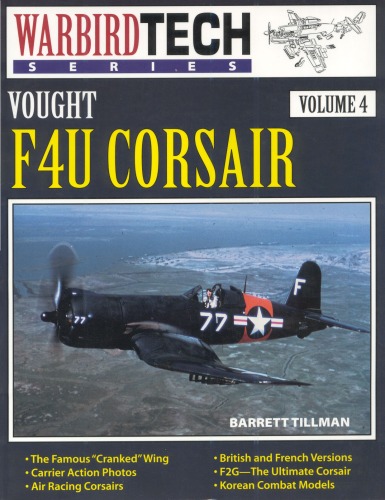 WARBIRDTECH
SERIES
VOUGHT
VOLUME 4
F4U CORSAIR
F
77
77
BARRETT TILLMAN
• The Famous “Cranked” Wing
• Carrier Action Photos
• Air Racing Corsairs
• British and French Versions
• F2G—The Ultimate Corsair
• Korean Combat Models